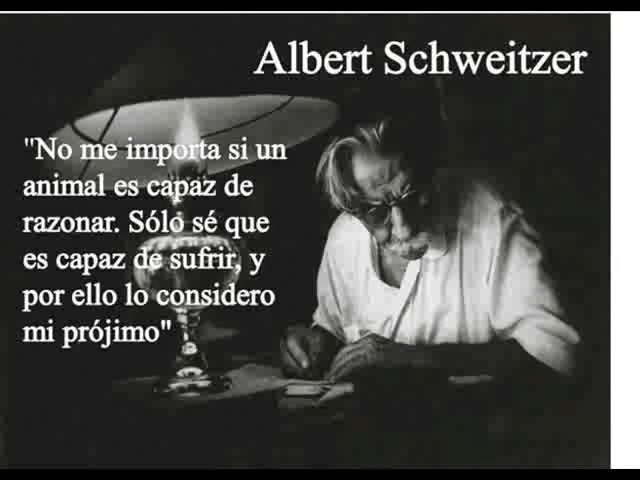 Albert Schweitzer
"No me importa si un
animal es capaz de
razonar. Sólo sé que
es capaz de sufrir, y
por ello lo considero
mi prójimo"